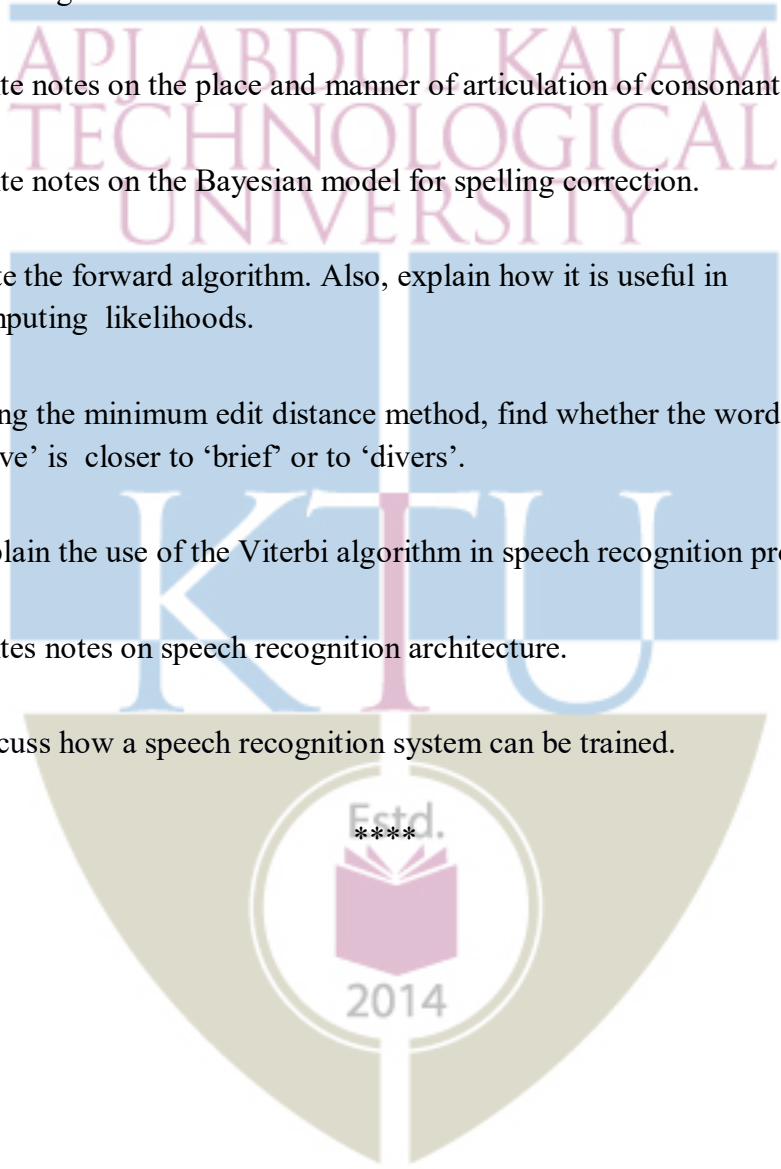 API ABDUL KALAM
te notes on the place and manner of articulation of consonant
TECHNOLOGICAL
te notes on the Bayesian model for spelling correction.
UNIVERSITY
te the forward algorithm. Also, explain how it is useful in
nputing likelihoods.
ng the minimum edit distance method, find whether the word
ve’ is closer to ‘brief’ or to ‘divers’.
KTU
plain the use of the Viterbi algorithm in speech recognition pr
tes notes on speech recognition architecture.
cuss how a speech recognition system can be trained.
Estd.
****
2014